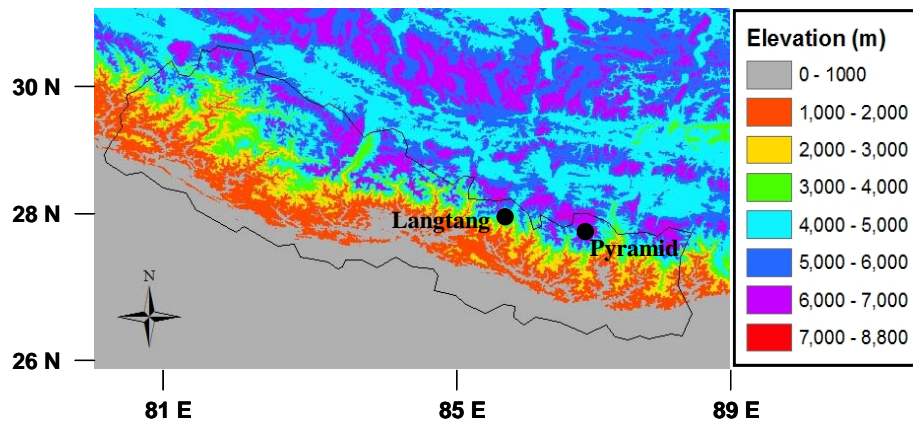 30 N
28 N
26 N
81 E
85 E
89 E
Langtang
Pyramid
N
Elevation (m)
0 - 1000
1,000 - 2,000
2,000 - 3,000
3,000 - 4,000
4,000 - 5,000
5,000 - 6,000
6,000 - 7,000
7,000 - 8,800